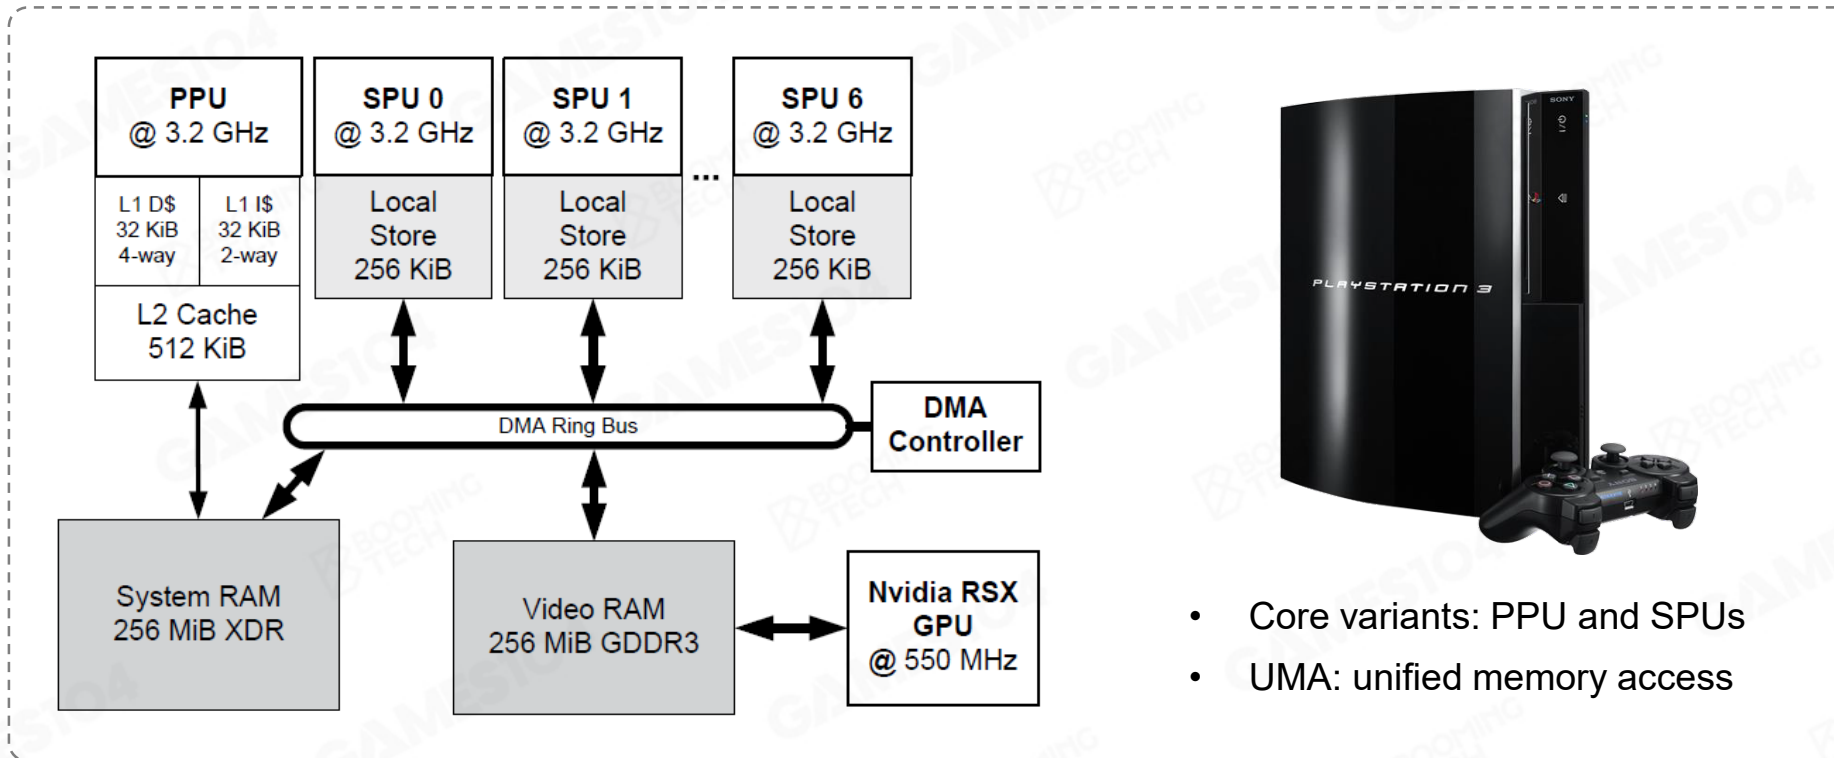 PPU
@ 3.2 GHz
L1 D$
32 KiB
4-way
L1 I$
32 KiB
2-way
L2 Cache
512 KiB
SPU 0
@ 3.2 GHz
Local
Store
256 KiB
SPU 1
@ 3.2 GHz
Local
Store
256 KiB
...
SPU 6
@ 3.2 GHz
Local
Store
256 KiB
DMA Ring Bus
DMA
Controller
System RAM
256 MiB XDR
Video RAM
256 MiB GDDR3
Nvidia RSX
GPU
@ 550 MHz
SONY
PLAYSTATION 3
• Core variants: PPU and SPUs
• UMA: unified memory access
GAMES104
BOOMING
TECH